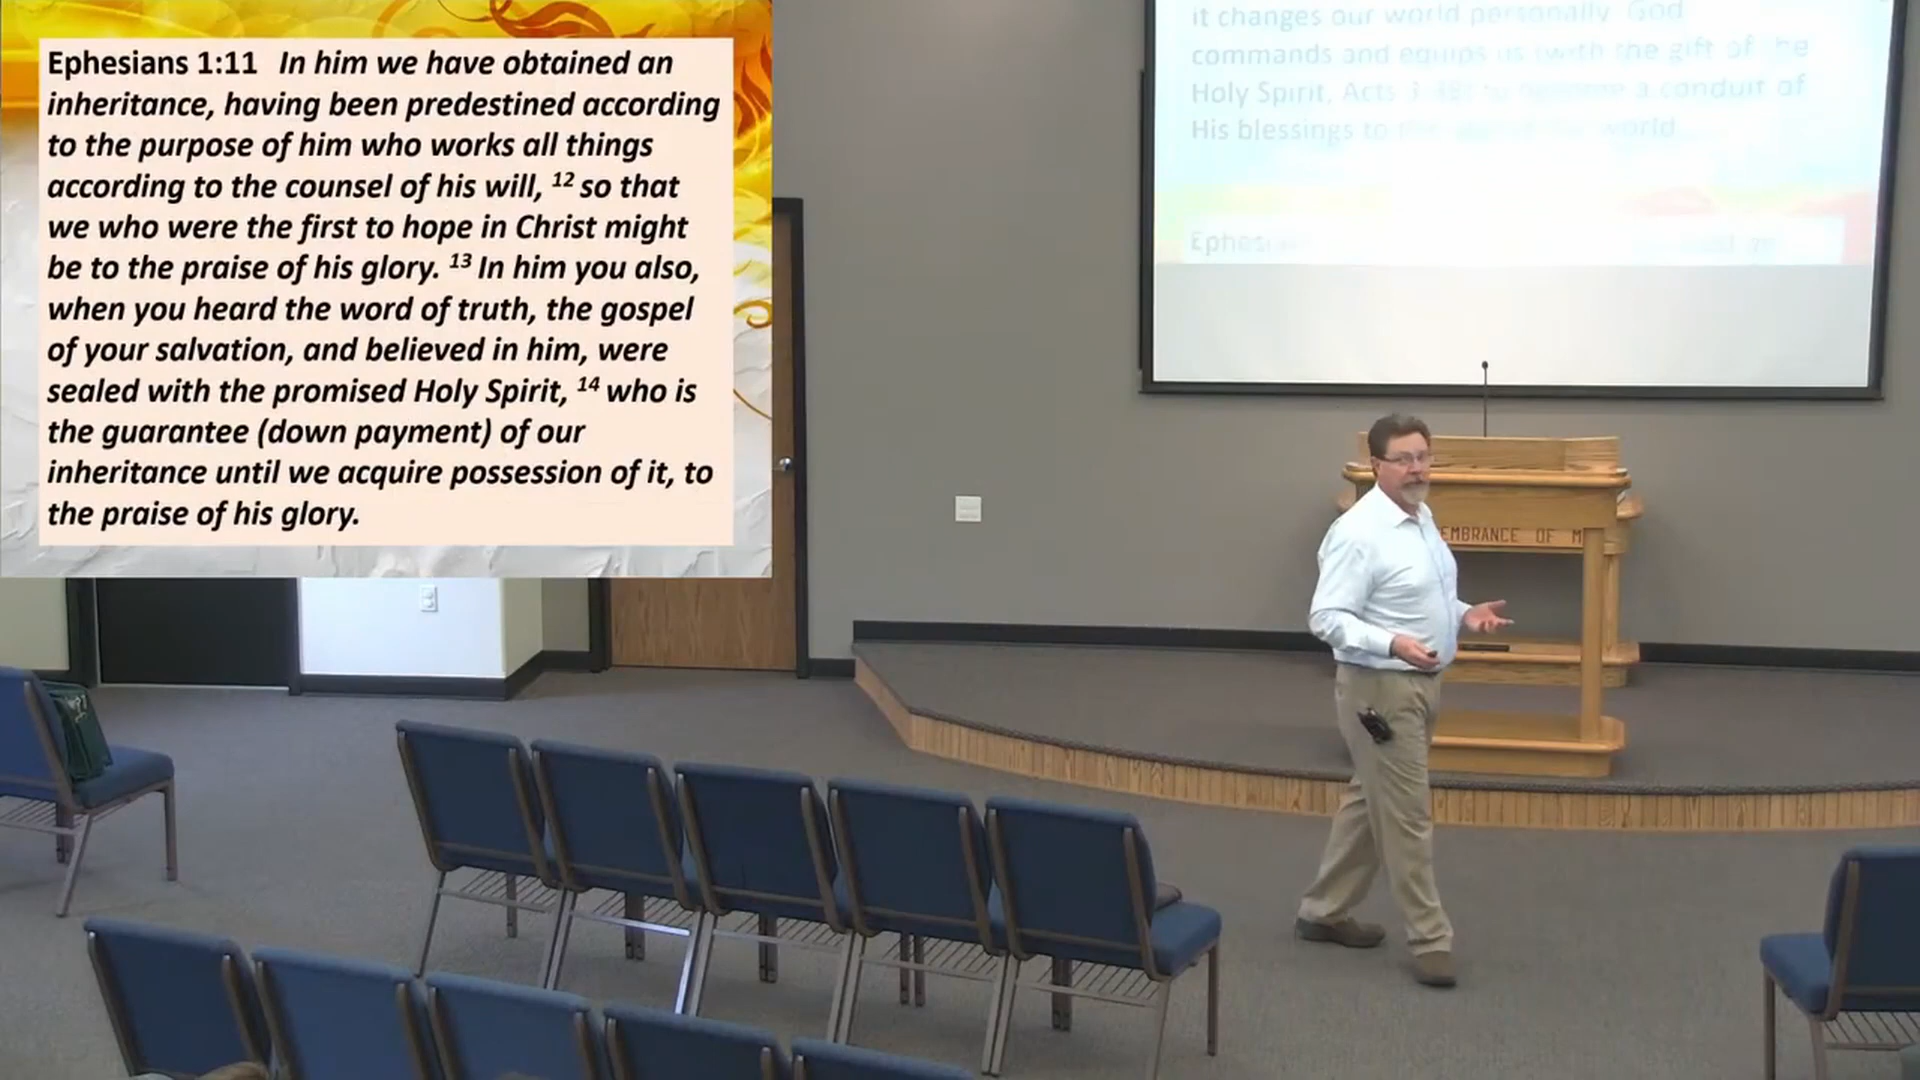 Ephesians 1:11 In him we have obtained an
inheritance, having been predestined according
to the purpose of him who works all things
according to the counsel of his will, 12 so that
we who were the first to hope in Christ might
be to the praise of his glory. 13 In him you also,
when you heard the word of truth, the gospel
of your salvation, and believed in him, were
sealed with the promised Holy Spirit, 14 who is
the guarantee (down payment) of our
inheritance until we acquire possession of it, to
the praise of his glory.
it changes our world personally. God
commands and equips us (with the gift of the
Holy Spirit, Acts to become a conduit of
His blessings to world
EMBRANCE OF M